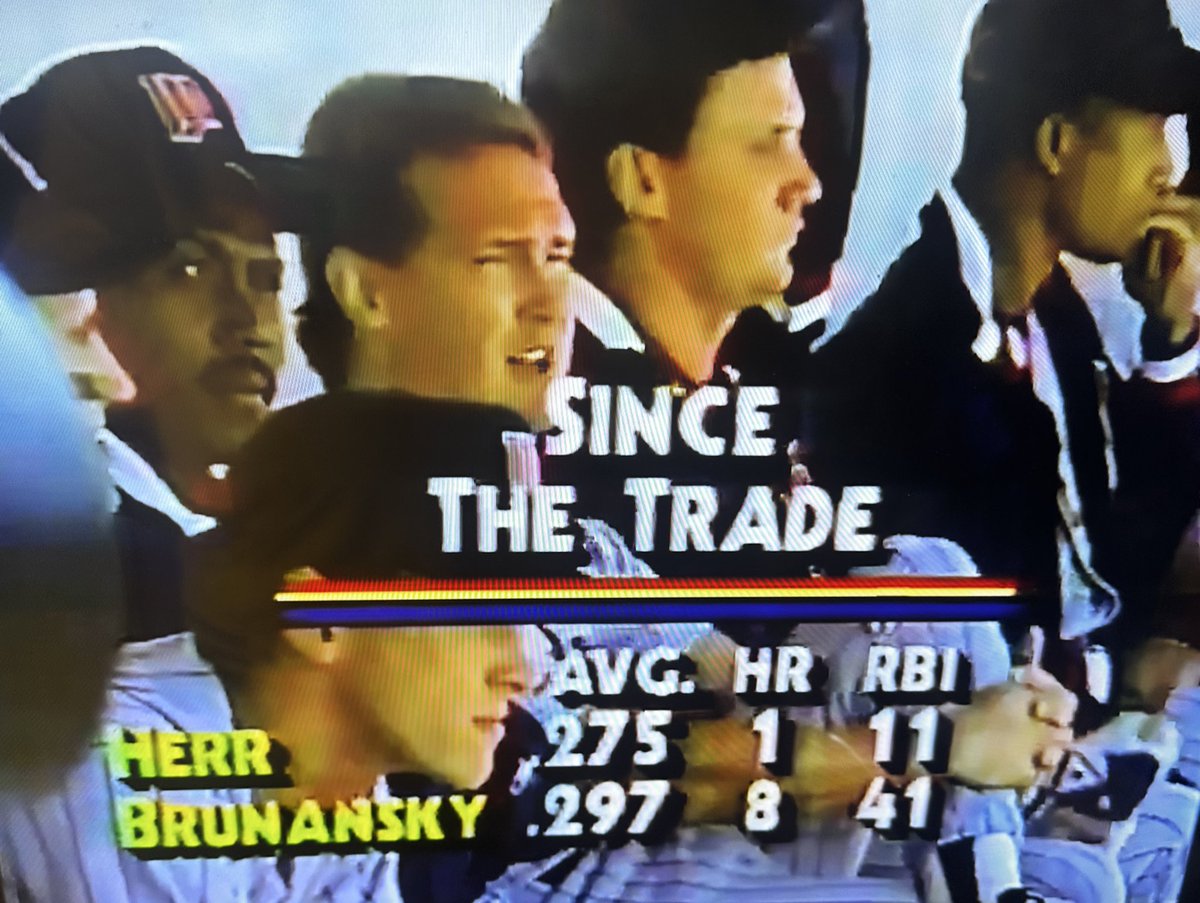 SINCE
THE TRADE
AVG. HR RBI
HERR .275 1 11
BRUNANSKY .297 8 41